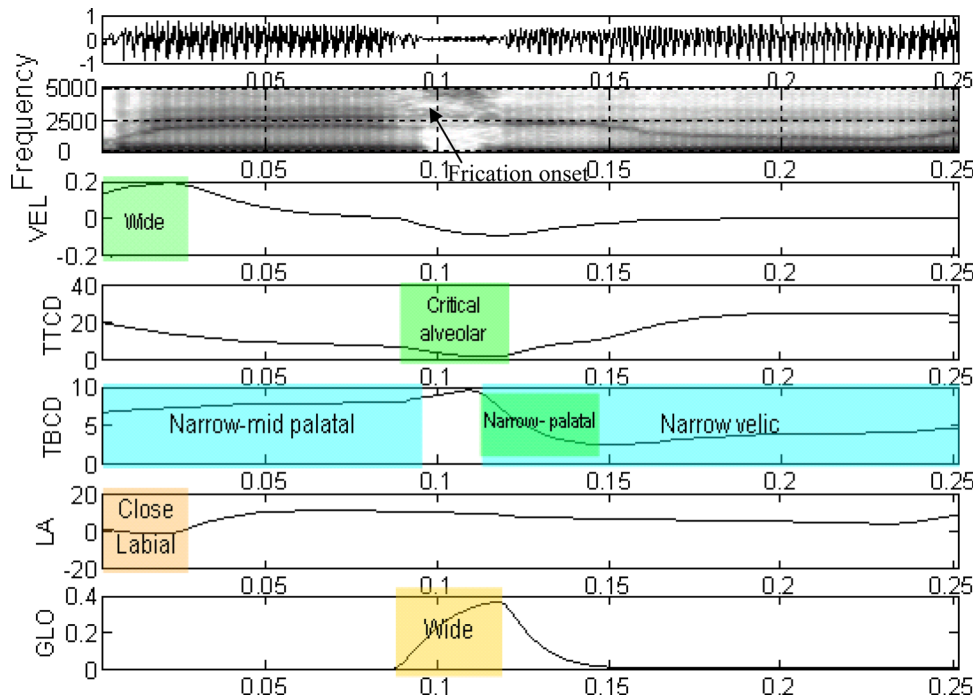 1
0
-1
0.05 0.1 0.15 0.2 0.25
Frequency
5000
2500
0
0.05 0.1 0.15 0.2 0.25
Frication onset
VEL
0.2
0
-0.2
Wide
0.05 0.1 0.15 0.2 0.25
TTCD
40
20
0
Critical
alveolar
0.05 0.1 0.15 0.2 0.25
TBCD
10
5
0
Narrow-mid palatal
Narrow- palatal
Narrow velic
0.05 0.1 0.15 0.2 0.25
LA
20
0
-20
Close
Labial
0.05 0.1 0.15 0.2 0.25
GLO
0.4
0.2
0
Wide
0.05 0.1 0.15 0.2 0.25